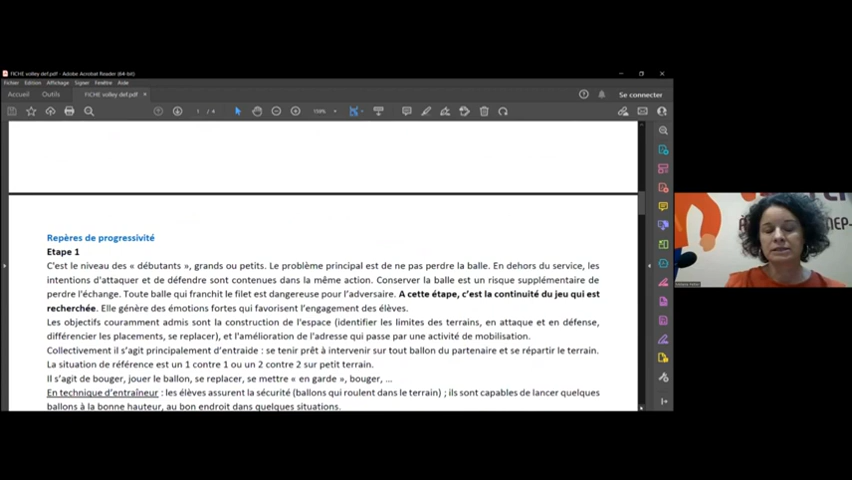 FICHE volley def.pdf - Adobe Acrobat Reader (64-bit)
Fichier Edition Affichage Signer Fenêtre Aide
Accueil Outils FICHE volley def.pdf × Se connecter
1 / 4
Repères de progressivité
Etape 1
C'est le niveau des « débutants », grands ou petits. Le problème principal est de ne pas perdre la balle. En dehors du service, les
intentions d'attaquer et de défendre sont contenues dans la même action. Conserver la balle est un risque supplémentaire de
perdre l'échange. Toute balle qui franchit le filet est dangereuse pour l'adversaire. A cette étape, c'est la continuité du jeu qui est
recherchée. Elle génère des émotions fortes qui favorisent l'engagement des élèves.
Les objectifs couramment admis sont la construction de l'espace (identifier les limites des terrains, en attaque et en défense,
différencier les placements, se replacer), et l'amélioration de l'adresse qui passe par une activité de mobilisation.
Collectivement il s'agit principalement d'entraide : se tenir prêt à intervenir sur tout ballon du partenaire et se répartir le terrain.
La situation de référence est un 1 contre 1 ou un 2 contre 2 sur petit terrain.
Il s'agit de bouger, jouer le ballon, se replacer, se mettre « en garde », bouger, ...
En technique d'entraîneur : les élèves assurent la sécurité (ballons qui roulent dans le terrain) ; ils sont capables de lancer quelques
ballons à la bonne hauteur, au bon endroit dans quelques situations.